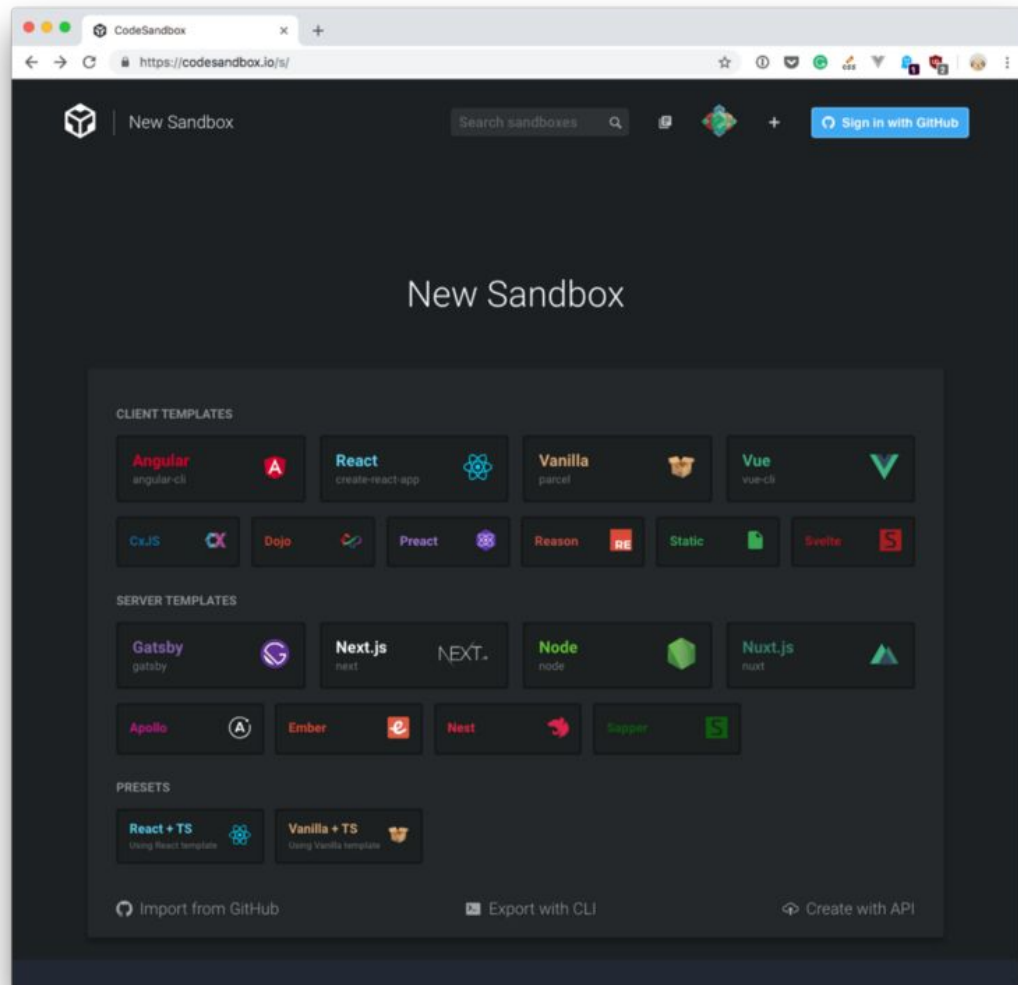 CodeSandbox
https://codesandbox.io/s/
New Sandbox
Search sandboxes
Sign in with GitHub
New Sandbox
CLIENT TEMPLATES
Angular
angular-cli
React
create-react-app
Vanilla
parcel
Vue
vue-cli
CxJS
Dojo
Preact
Reason
RE
Static
Svelte
S
SERVER TEMPLATES
Gatsby
gatsby
Next.js
next
NEXT.
Node
node
Nuxt.js
nuxt
Apollo
A
Ember
Nest
Sapper
S
PRESETS
React + TS
Using React template
Vanilla + TS
Using Vanilla template
Import from GitHub
Export with CLI
Create with API